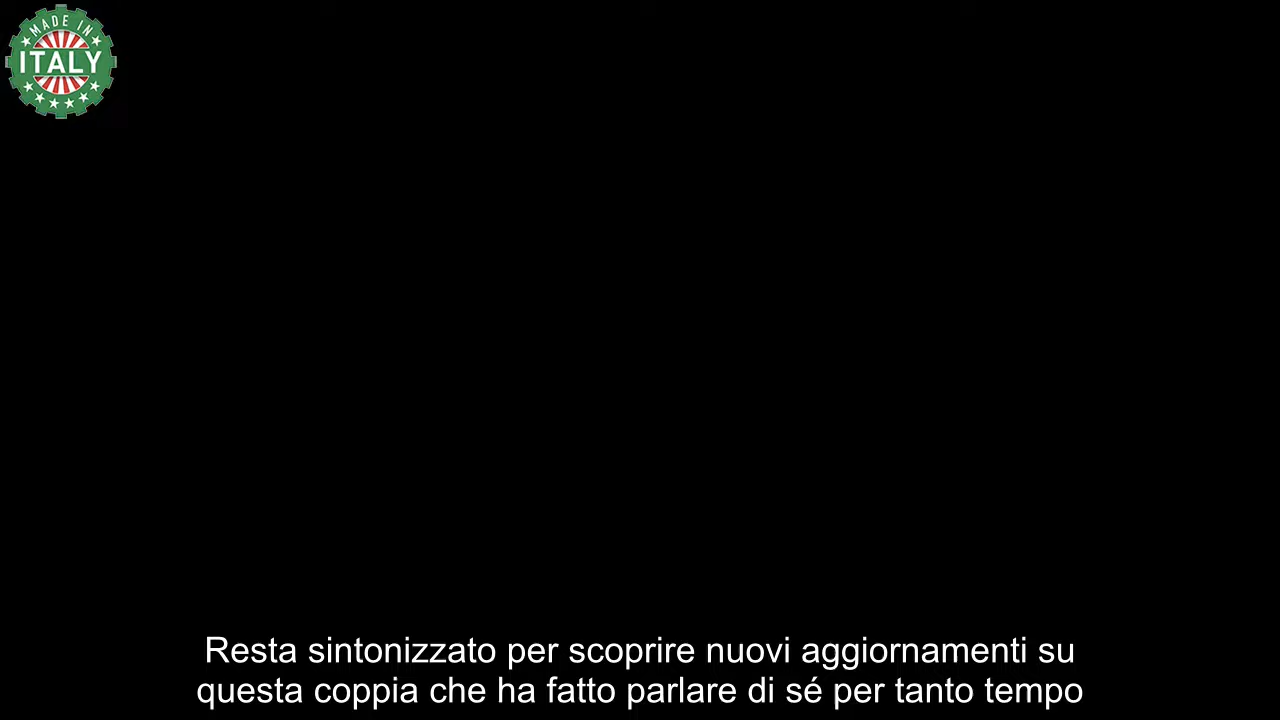 MADE IN
ITALY
Resta sintonizzato per scoprire nuovi aggiornamenti su
questa coppia che ha fatto parlare di sé per tanto tempo